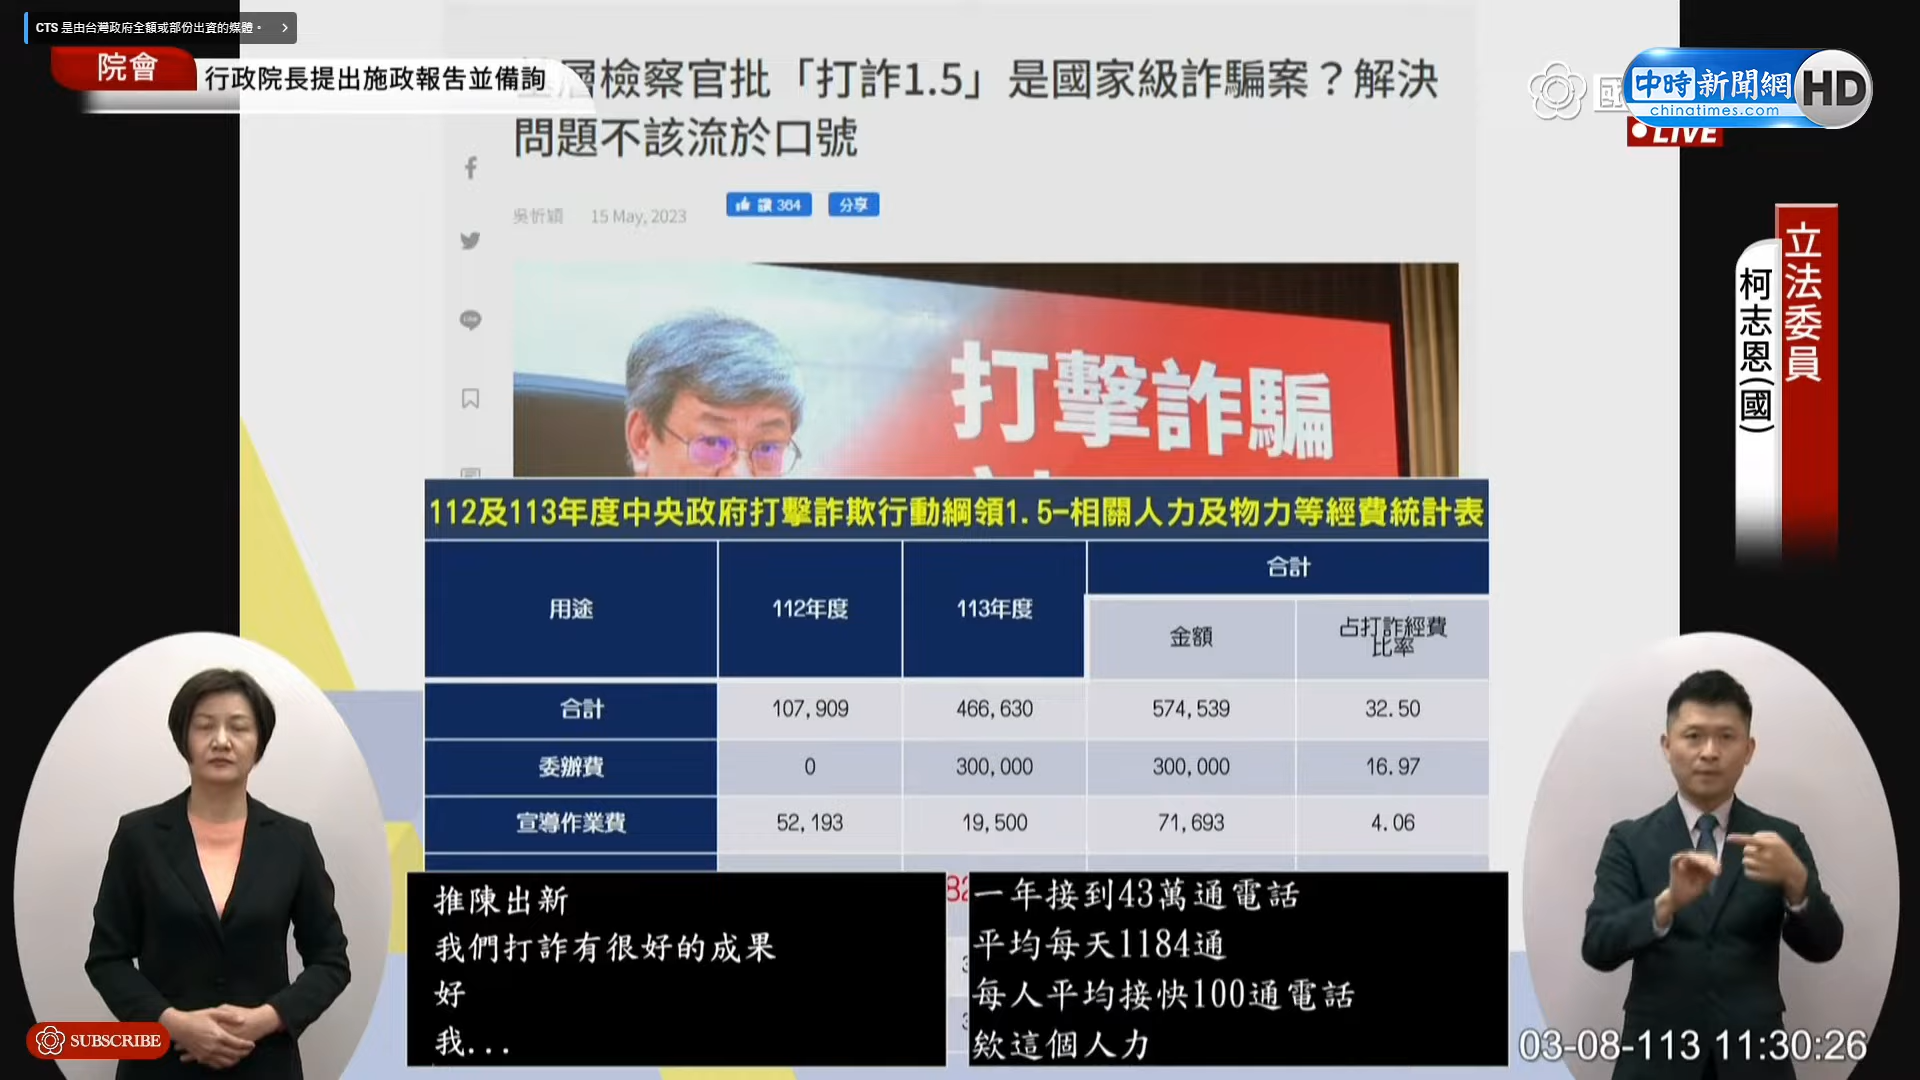 CTS 是由台灣政府全額或部份出資的媒體。
院會
行政院長提出施政報告並備詢
層檢察官批「打詐1.5」是國家級詐騙案？解決
問題不該流於口號
吳忻穎 15 May, 2023
讚 364 分享
中時新聞網 HD
chinatimes.com
LIVE
立法委員
柯志恩(國)
打擊詐騙
112及113年度中央政府打擊詐欺行動綱領1.5-相關人力及物力等經費統計表
用途 112年度 113年度 合計
金額 占打詐經費比率
合計 107,909 466,630 574,539 32.50
委辦費 0 300,000 300,000 16.97
宣導作業費 52,193 19,500 71,693 4.06
推陳出新
我們打詐有很好的成果
好
我...
一年接到43萬通電話
平均每天1184通
每人平均接快100通電話
欸這個人力
SUBSCRIBE
03-08-113 11:30:26